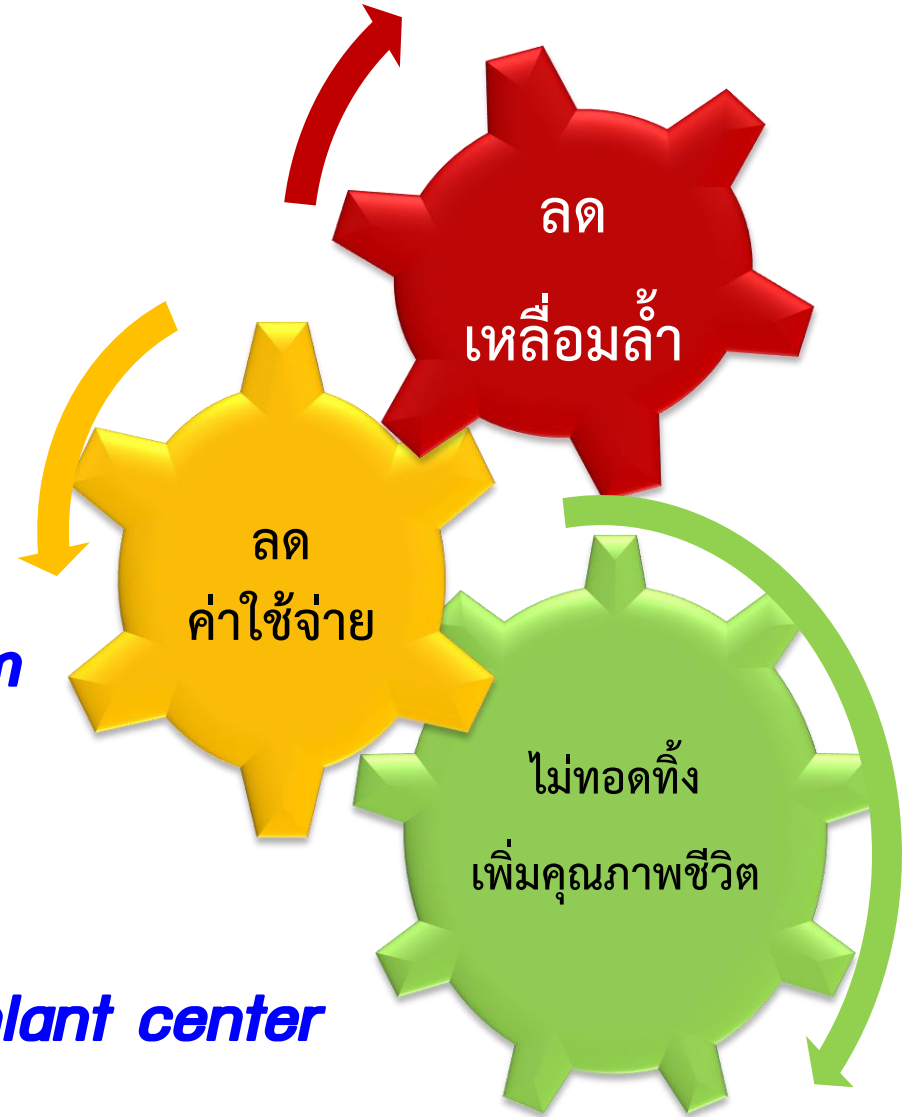 ลด
เหลื่อมล้ำ
ลด
ค่าใช้จ่าย
ไม่ทอดทิ้ง
เพิ่มคุณภาพชีวิต
center